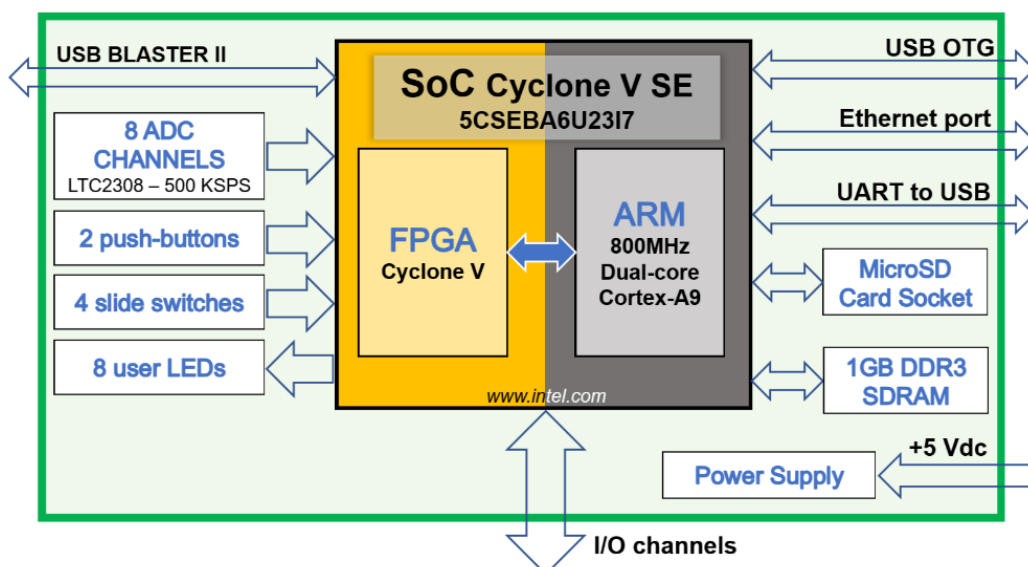 USB BLASTER II
8 ADC
CHANNELS
LTC2308 – 500 KSPS
2 push-buttons
4 slide switches
8 user LEDs
SoC Cyclone V SE
5CSEBA6U23I7
FPGA
Cyclone V
ARM
800MHz
Dual-core
Cortex-A9
www.intel.com
USB OTG
Ethernet port
UART to USB
MicroSD
Card Socket
1GB DDR3
SDRAM
+5 Vdc
Power Supply
I/O channels